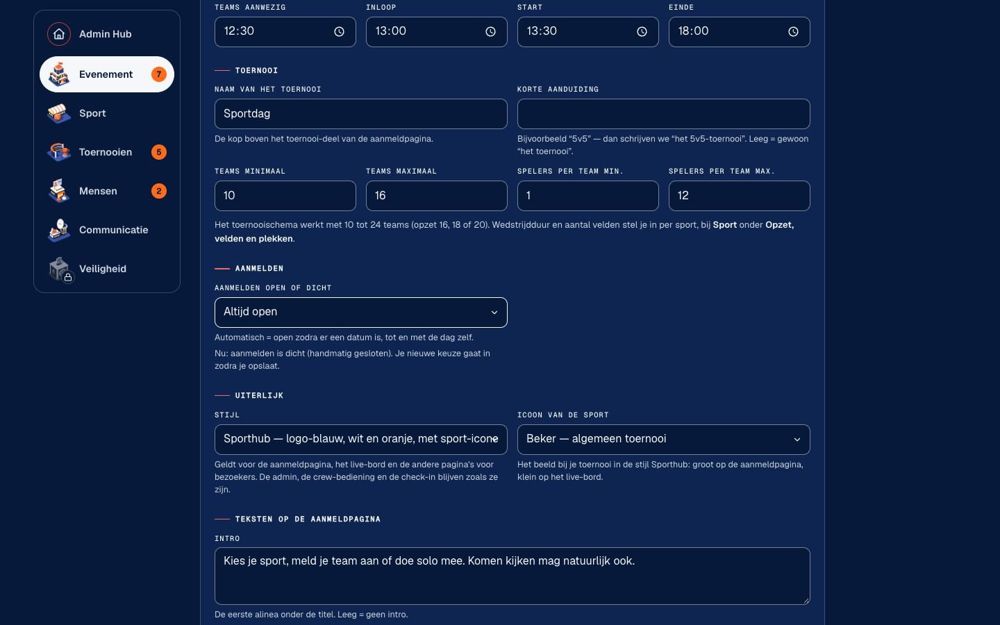 Admin Hub
Evenement 7
Sport
Toernooien 5
Mensen 2
Communicatie
Veiligheid
TEAMS AANWEZIG INLOOP START EINDE
12:30 13:00 13:30 18:00
TOERNOOI
NAAM VAN HET TOERNOOI KORTE AANDUIDING
Sportdag
De kop boven het toernooi-deel van de aanmeldpagina.
Bijvoorbeeld “5v5” — dan schrijven we “het 5v5-toernooi”. Leeg = gewoon
“het toernooi”.
TEAMS MINIMAAL TEAMS MAXIMAAL SPELERS PER TEAM MIN. SPELERS PER TEAM MAX.
10 16 1 12
Het toernooischema werkt met 10 tot 24 teams (opzet 16, 18 of 20). Wedstrijdduur en aantal velden stel je in per sport, bij Sport onder Opzet,
velden en plekken.
AANMELDEN
AANMELDEN OPEN OF DICHT
Altijd open
Automatisch = open zodra er een datum is, tot en met de dag zelf.
Nu: aanmelden is dicht (handmatig gesloten). Je nieuwe keuze gaat in
zodra je opslaat.
UITERLIJK
STIJL ICOON VAN DE SPORT
Sporthub — logo-blauw, wit en oranje, met sport-icone Beker — algemeen toernooi
Geldt voor de aanmeldpagina, het live-bord en de andere pagina's voor
bezoekers. De admin, de crew-bediening en de check-in blijven zoals ze
zijn.
Het beeld bij je toernooi in de stijl Sporthub: groot op de aanmeldpagina,
klein op het live-bord.
TEKSTEN OP DE AANMELDPAGINA
INTRO
Kies je sport, meld je team aan of doe solo mee. Komen kijken mag natuurlijk ook.
De eerste alinea onder de titel. Leeg = geen intro.